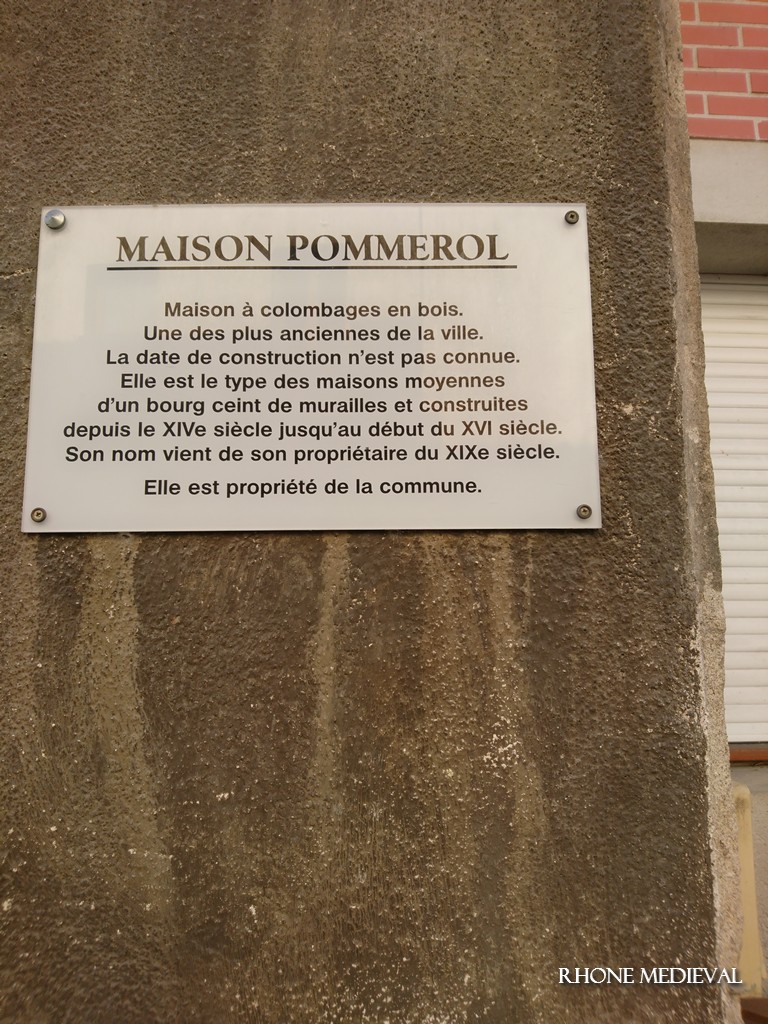 MAISON POMMEROL
Maison à colombages en bois.
Une des plus anciennes de la ville.
La date de construction n'est pas connue.
Elle est le type des maisons moyennes
d'un bourg ceint de murailles et construites
depuis le XIVe siècle jusqu'au début du XVI siècle.
Son nom vient de son propriétaire du XIXe siècle.
Elle est propriété de la commune.
RHONE MEDIEVAL